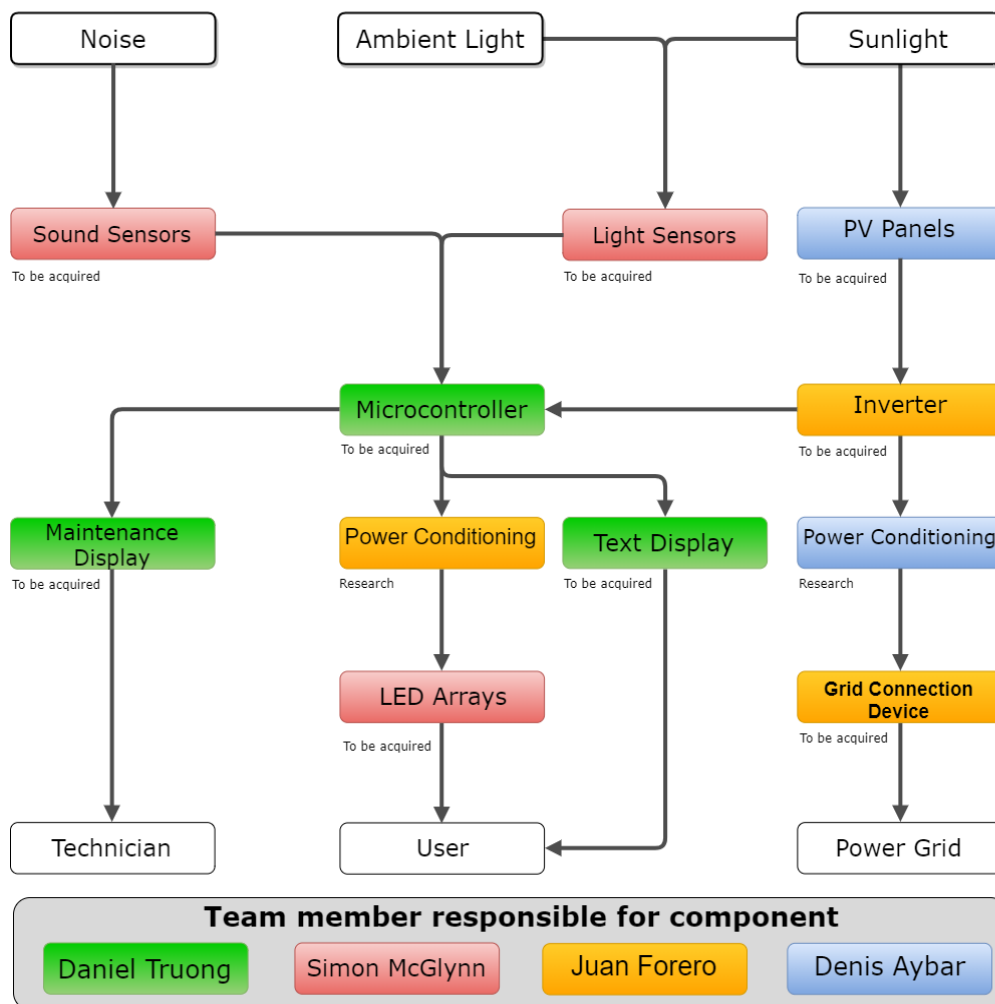 Noise
Ambient Light
Sunlight
Sound Sensors
To be acquired
Light Sensors
To be acquired
PV Panels
To be acquired
Microcontroller
To be acquired
Inverter
To be acquired
Maintenance
Display
To be acquired
Power Conditioning
Research
Text Display
To be acquired
Power Conditioning
Research
LED Arrays
To be acquired
Grid Connection
Device
To be acquired
Technician
User
Power Grid
Team member responsible for component
Daniel Truong
Simon McGlynn
Juan Forero
Denis Aybar